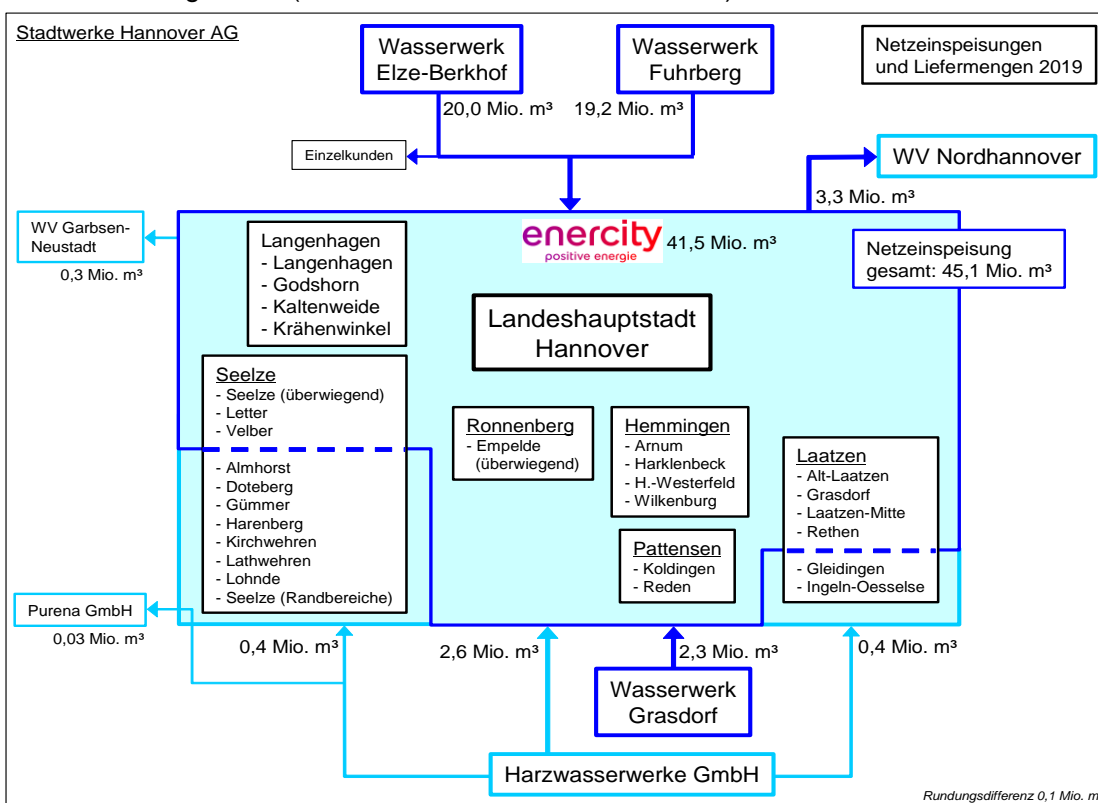 Stadtwerke Hannover AG
Wasserwerk
Elze-Berkhof
Wasserwerk
Fuhrberg
Netzeinspeisungen
und Liefermengen 2019
20,0 Mio. m³
19,2 Mio. m³
Einzelkunden
WV Nordhannover
3,3 Mio. m³
WV Garbsen-
Neustadt
0,3 Mio. m³
Langenhagen
- Langenhagen
- Godshorn
- Kaltenweide
- Krähenwinkel
enercity
positive energie
41,5 Mio. m³
Netzeinspeisung
gesamt: 45,1 Mio. m³
Landeshauptstadt
Hannover
Seelze
- Seelze (überwiegend)
- Letter
- Velber
- Almhorst
- Doteberg
- Gümmer
- Harenberg
- Kirchwehren
- Lathwehren
- Lohnde
- Seelze (Randbereiche)
Ronnenberg
- Empelde
(überwiegend)
Hemmingen
- Arnum
- Harklenbeck
- H.-Westerfeld
- Wilkenburg
Pattensen
- Koldingen
- Reden
Laatzen
- Alt-Laatzen
- Grasdorf
- Laatzen-Mitte
- Rethen
- Gleidingen
- Ingeln-Oesselse
Purena GmbH
0,03 Mio. m³
0,4 Mio. m³
2,6 Mio. m³
2,3 Mio. m³
0,4 Mio. m³
Wasserwerk
Grasdorf
Harzwasserwerke GmbH
Rundungsdifferenz 0,1 Mio. m